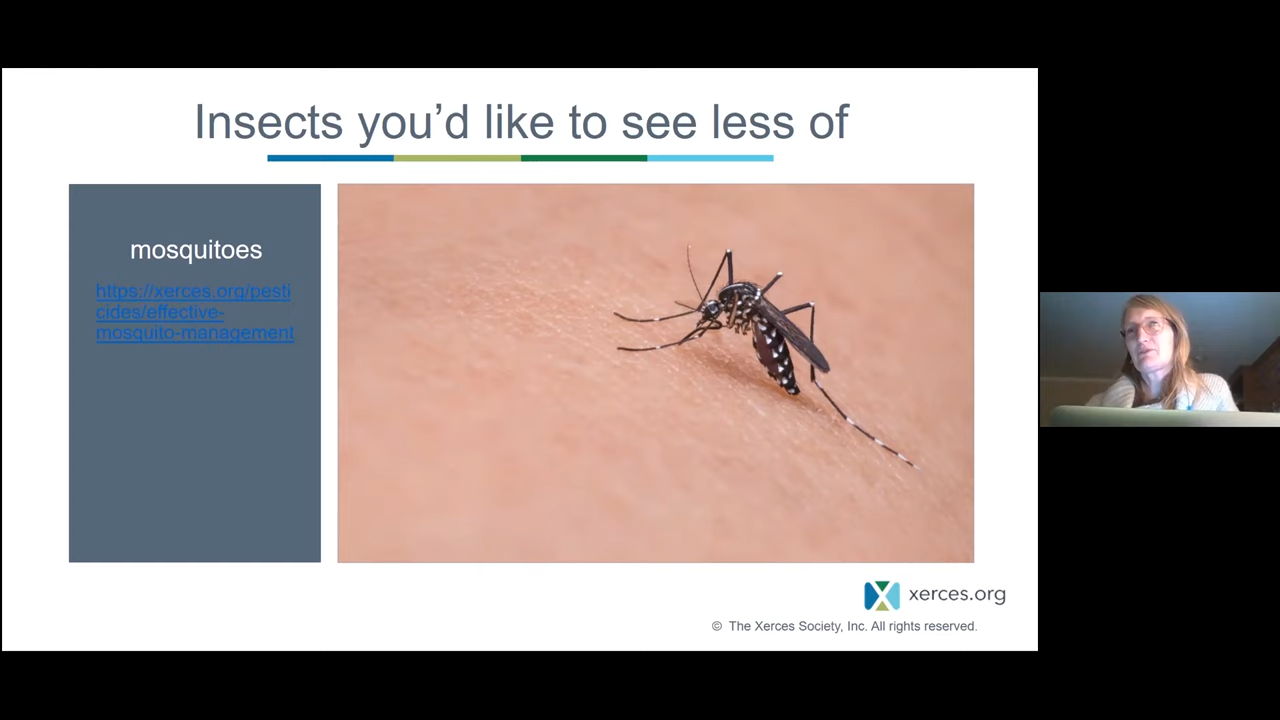 Insects you'd like to see less of
mosquitoes
https://xerces.org/pesti
cides/effective-
mosquito-management
xerces.org
© The Xerces Society, Inc. All rights reserved.